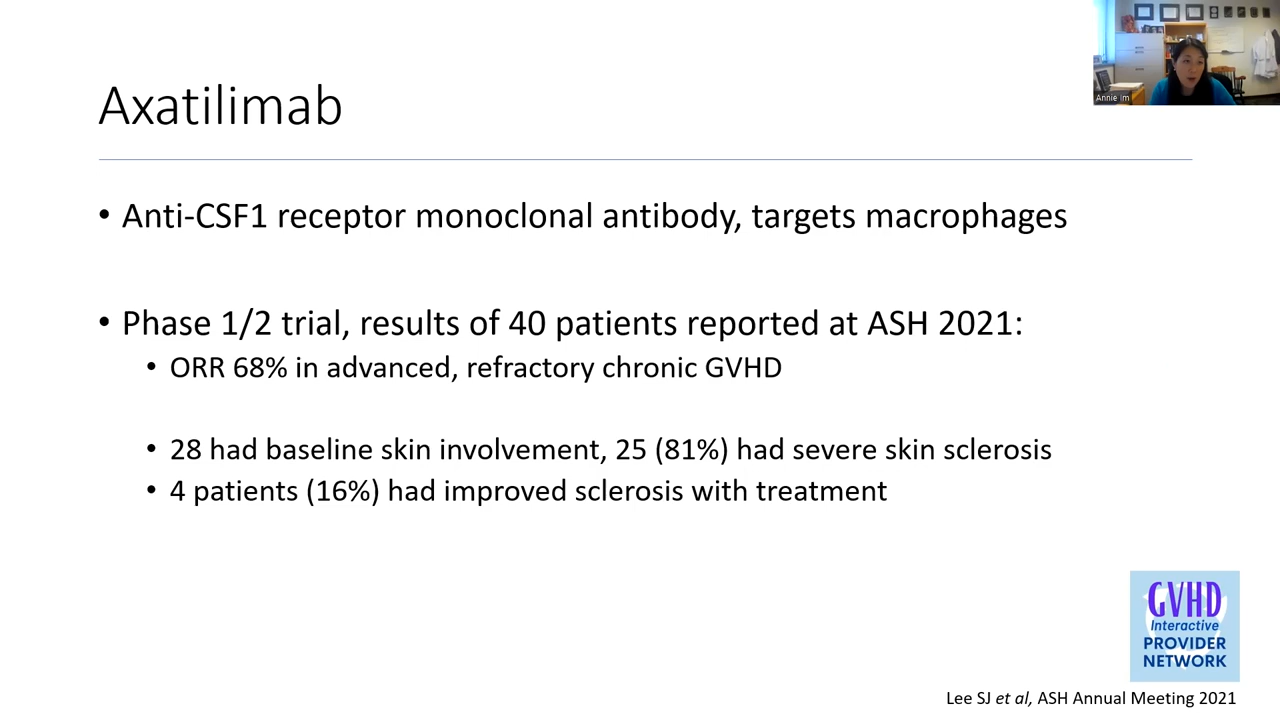 Annie Im
Axatilimab
• Anti-CSF1 receptor monoclonal antibody, targets macrophages
• Phase 1/2 trial, results of 40 patients reported at ASH 2021:
• ORR 68% in advanced, refractory chronic GVHD
• 28 had baseline skin involvement, 25 (81%) had severe skin sclerosis
• 4 patients (16%) had improved sclerosis with treatment
GVHD
Interactive
PROVIDER
NETWORK
Lee SJ et al, ASH Annual Meeting 2021